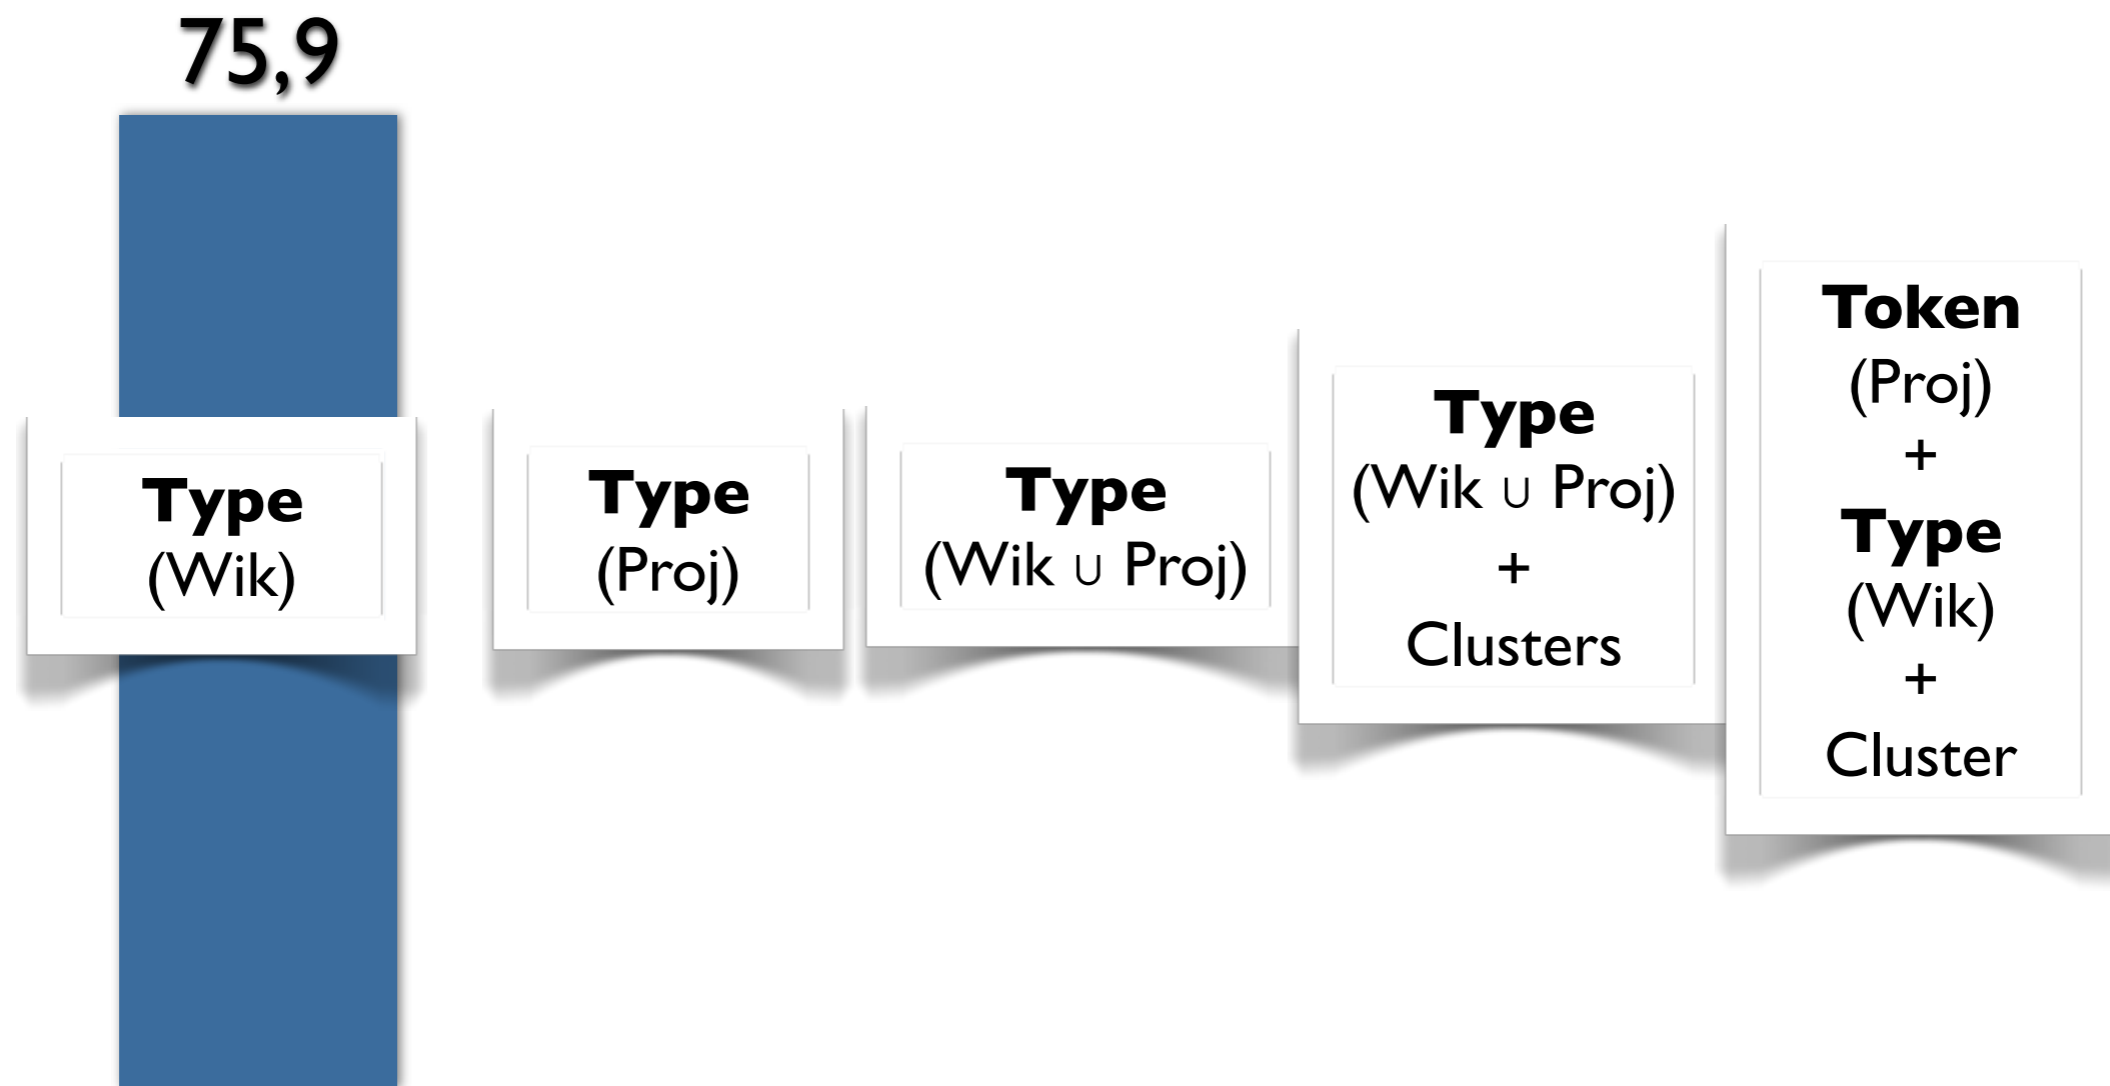 75,9
Type
(Wik)
Type
(Proj)
Type
(Wik ∪ Proj)
Type
(Wik ∪ Proj)
+
Clusters
Token
(Proj)
+
Type
(Wik)
+
Cluster